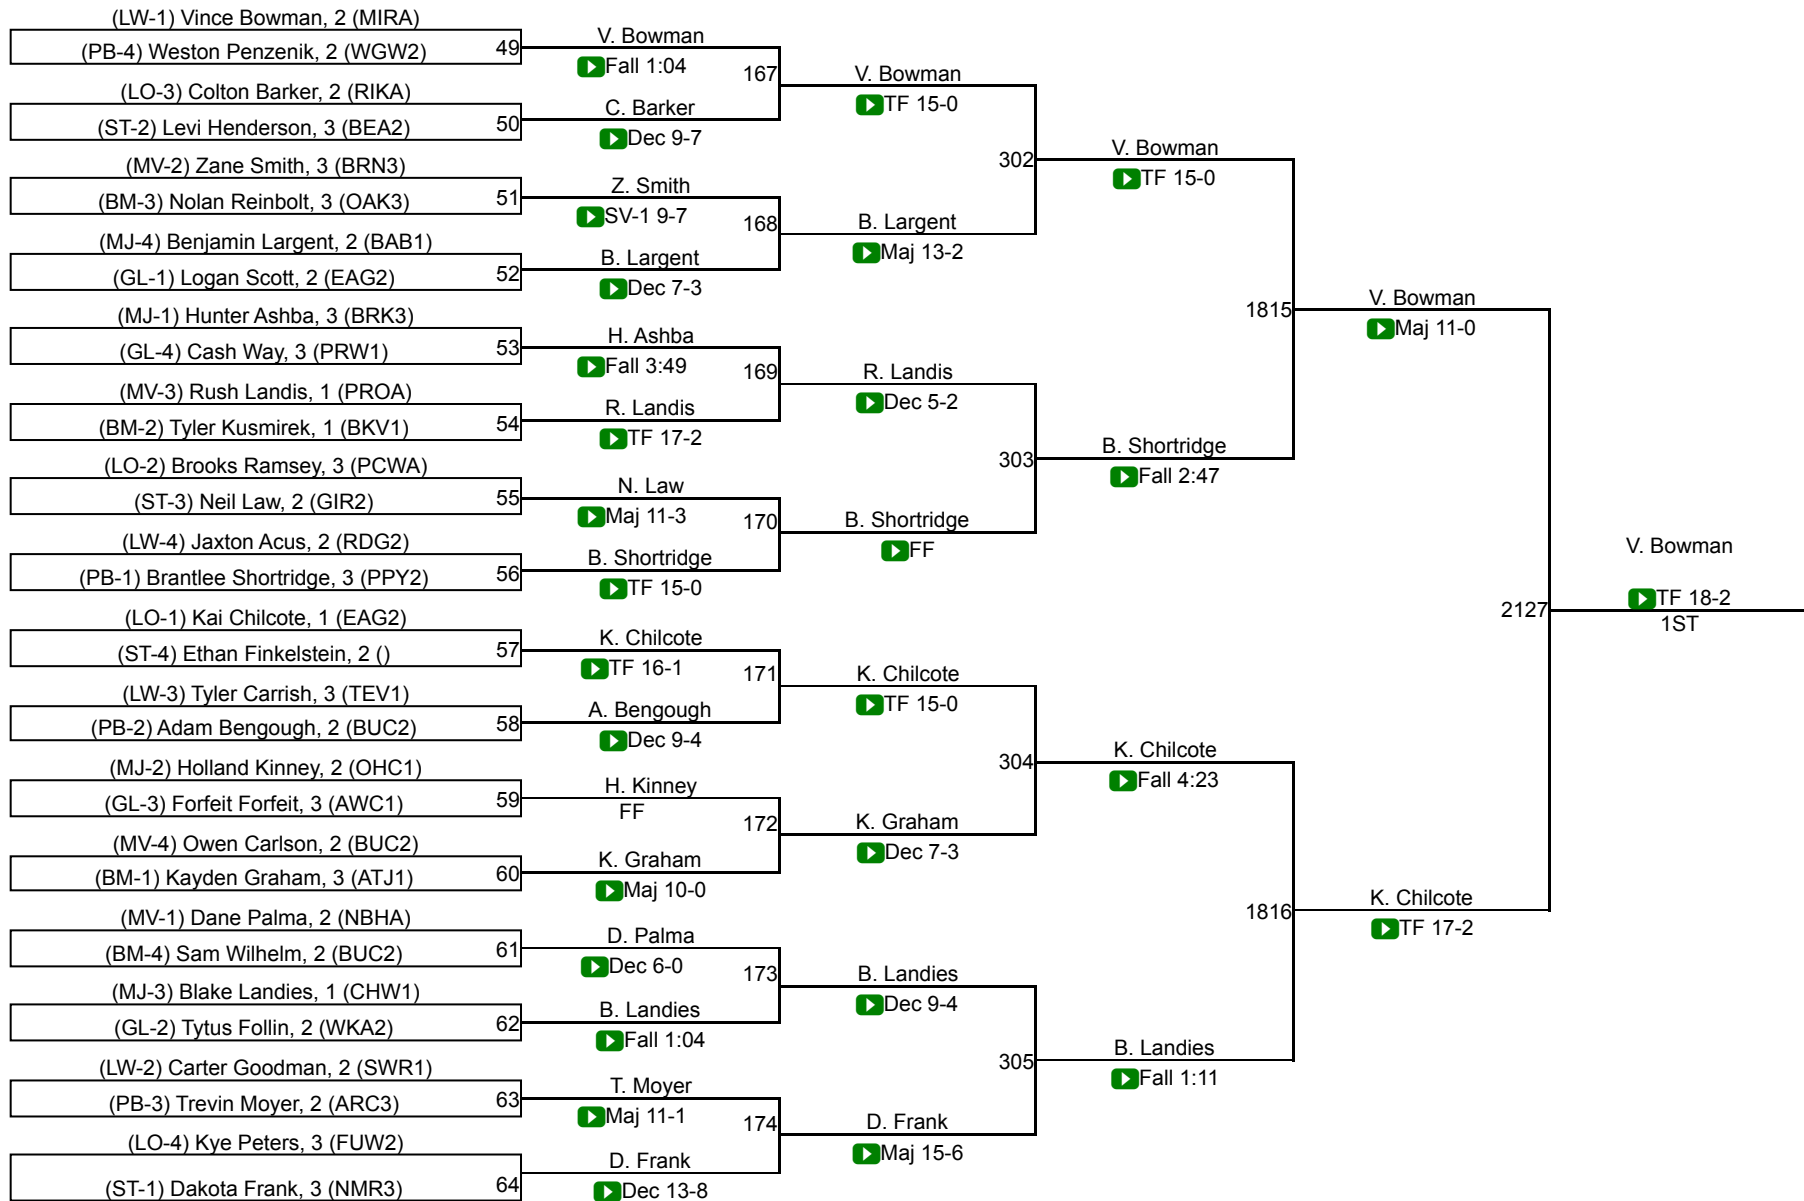 (LW-1) Vince Bowman, 2 (MIRA)
(PB-4) Weston Penzenik, 2 (WGW2)
49
(LO-3) Colton Barker, 2 (RIKA)
(ST-2) Levi Henderson, 3 (BEA2)
50
(MV-2) Zane Smith, 3 (BRN3)
(BM-3) Nolan Reinbolt, 3 (OAK3)
51
(MJ-4) Benjamin Largent, 2 (BAB1)
(GL-1) Logan Scott, 2 (EAG2)
52
(MJ-1) Hunter Ashba, 3 (BRK3)
(GL-4) Cash Way, 3 (PRW1)
53
(MV-3) Rush Landis, 1 (PROA)
(BM-2) Tyler Kusmirek, 1 (BKV1)
54
(LO-2) Brooks Ramsey, 3 (PCWA)
(ST-3) Neil Law, 2 (GIR2)
55
(LW-4) Jaxton Acus, 2 (RDG2)
(PB-1) Brantlee Shortridge, 3 (PPY2)
56
(LO-1) Kai Chilcote, 1 (EAG2)
(ST-4) Ethan Finkelstein, 2 ()
57
(LW-3) Tyler Carrish, 3 (TEV1)
(PB-2) Adam Bengough, 2 (BUC2)
58
(MJ-2) Holland Kinney, 2 (OHC1)
(GL-3) Forfeit Forfeit, 3 (AWC1)
59
(MV-4) Owen Carlson, 2 (BUC2)
(BM-1) Kayden Graham, 3 (ATJ1)
60
(MV-1) Dane Palma, 2 (NBHA)
(BM-4) Sam Wilhelm, 2 (BUC2)
61
(MJ-3) Blake Landies, 1 (CHW1)
(GL-2) Tytus Follin, 2 (WKA2)
62
(LW-2) Carter Goodman, 2 (SWR1)
(PB-3) Trevin Moyer, 2 (ARC3)
63
(LO-4) Kye Peters, 3 (FUW2)
(ST-1) Dakota Frank, 3 (NMR3)
64
V. Bowman
Fall 1:04
167
C. Barker
Dec 9-7
Z. Smith
SV-1 9-7
168
B. Largent
Dec 7-3
H. Ashba
Fall 3:49
169
R. Landis
TF 17-2
N. Law
Maj 11-3
170
B. Shortridge
TF 15-0
K. Chilcote
TF 16-1
171
A. Bengough
Dec 9-4
H. Kinney
FF
172
K. Graham
Maj 10-0
D. Palma
Dec 6-0
173
B. Landies
Fall 1:04
T. Moyer
Maj 11-1
174
D. Frank
Dec 13-8
V. Bowman
TF 15-0
302
B. Largent
Maj 13-2
R. Landis
Dec 5-2
303
B. Shortridge
FF
K. Chilcote
TF 15-0
304
K. Graham
Dec 7-3
B. Landies
Dec 9-4
305
D. Frank
Maj 15-6
V. Bowman
TF 15-0
1815
B. Shortridge
Fall 2:47
K. Chilcote
Fall 4:23
1816
B. Landies
Fall 1:11
V. Bowman
Maj 11-0
2127
K. Chilcote
TF 17-2
V. Bowman
TF 18-2
1ST